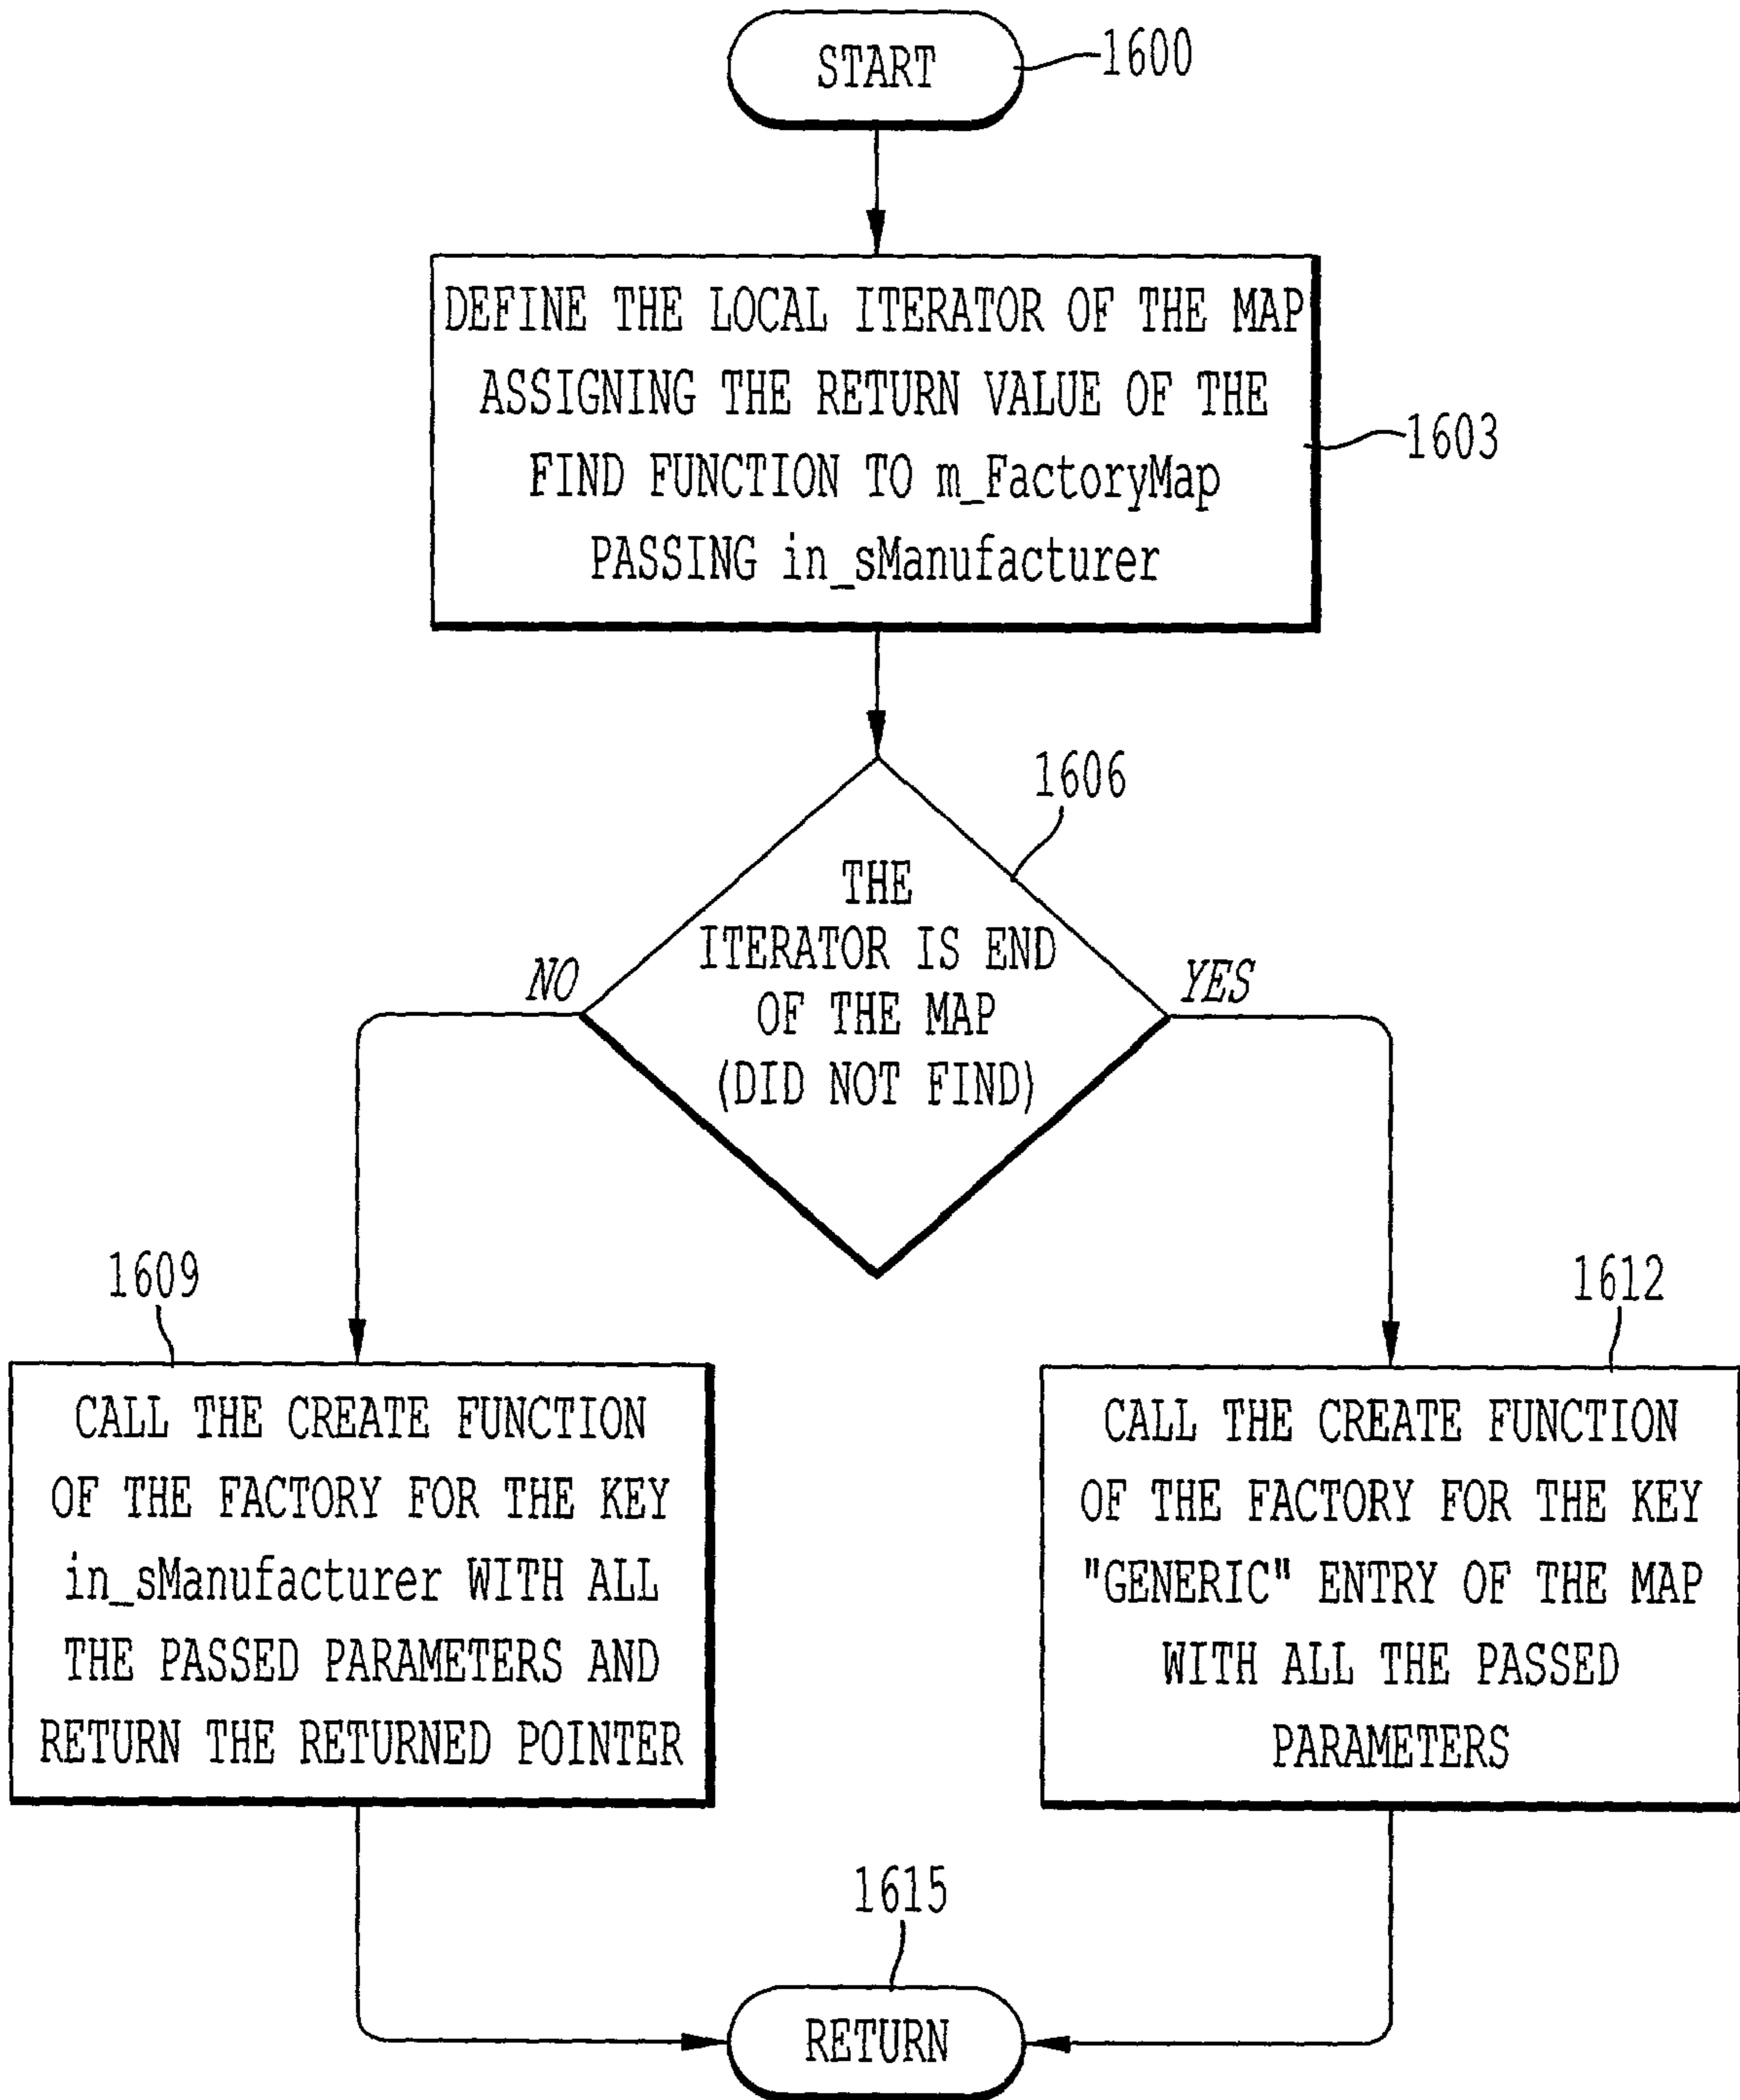 START
1600
DEFINE THE LOCAL ITERATOR OF THE MAP
ASSIGNING THE RETURN VALUE OF THE
FIND FUNCTION TO m_FactoryMap
PASSING in_sManufacturer
1603
1606
THE
ITERATOR IS END
OF THE MAP
(DID NOT FIND)
NO
YES
1609
CALL THE CREATE FUNCTION
OF THE FACTORY FOR THE KEY
in_sManufacturer WITH ALL
THE PASSED PARAMETERS AND
RETURN THE RETURNED POINTER
1612
CALL THE CREATE FUNCTION
OF THE FACTORY FOR THE KEY
"GENERIC" ENTRY OF THE MAP
WITH ALL THE PASSED
PARAMETERS
1615
RETURN